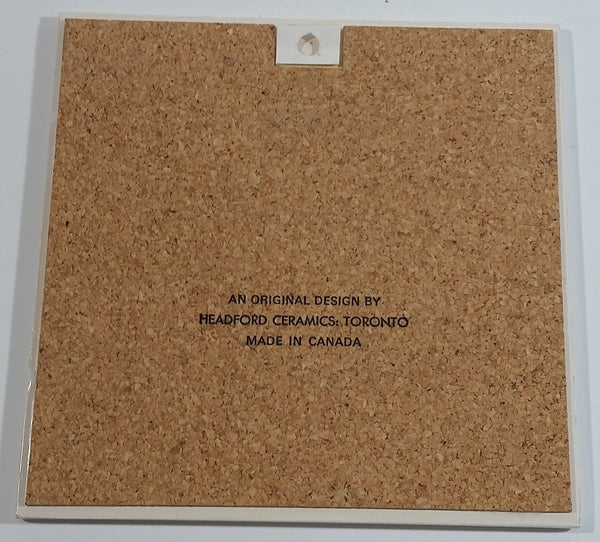 AN ORIGINAL DESIGN BY
HEADFORD CERAMICS: TORONTO
MADE IN CANADA